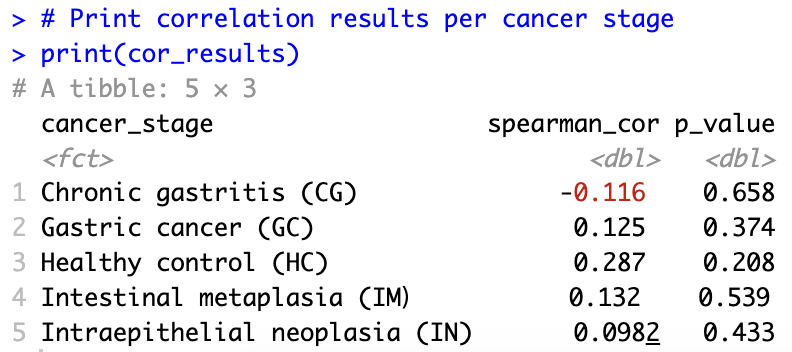 > # Print correlation results per cancer stage
> print(cor_results)
# A tibble: 5 × 3
  cancer_stage                   spearman_cor p_value
  <fct>                                 <dbl>   <dbl>
1 Chronic gastritis (CG)              -0.116    0.658
2 Gastric cancer (GC)                  0.125    0.374
3 Healthy control (HC)                 0.287    0.208
4 Intestinal metaplasia (IM)           0.132    0.539
5 Intraepithelial neoplasia (IN)       0.0982   0.433